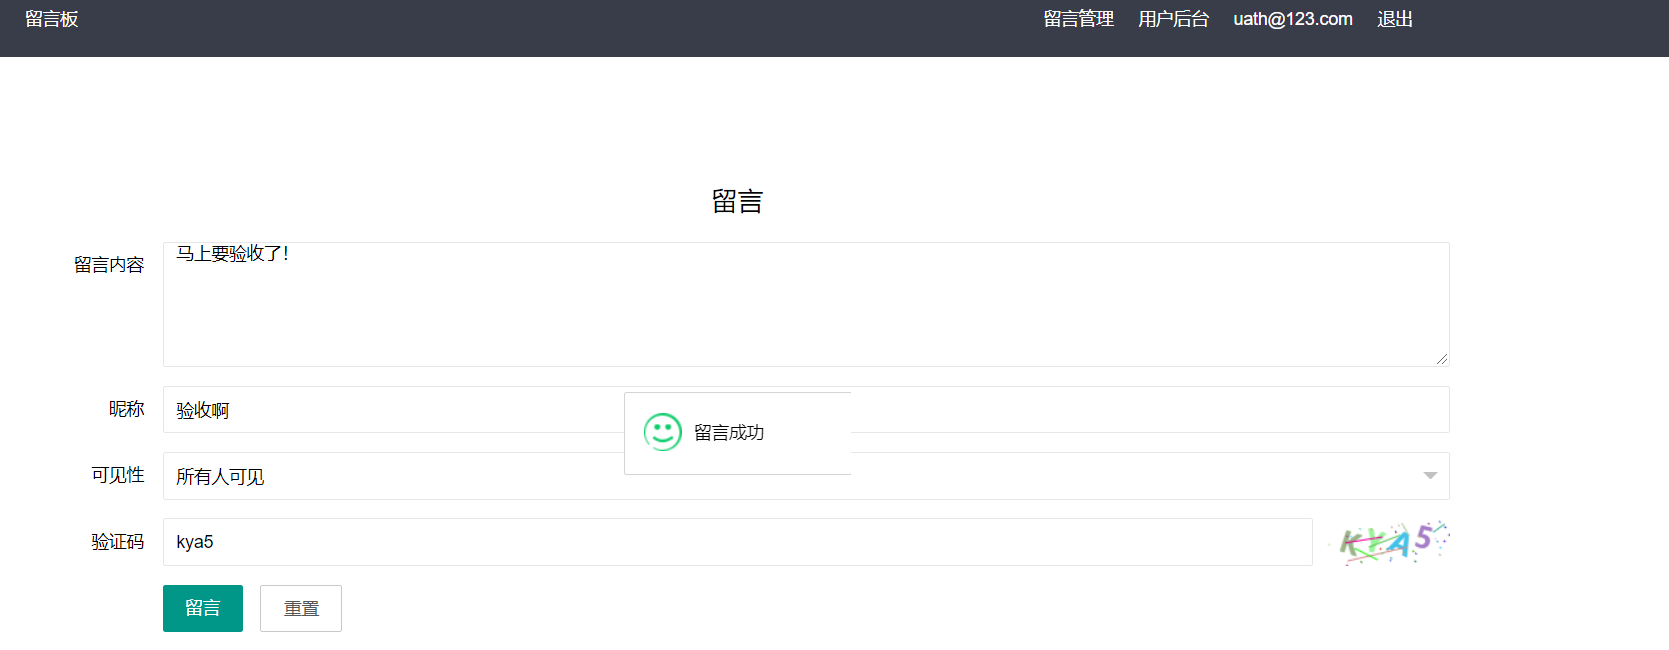 留言板 留言管理 用户后台 uath@123.com 退出
留言
留言内容 马上要验收了!
昵称 验收啊
留言成功
可见性 所有人可见
验证码 kya5 KYA5
留言 重置